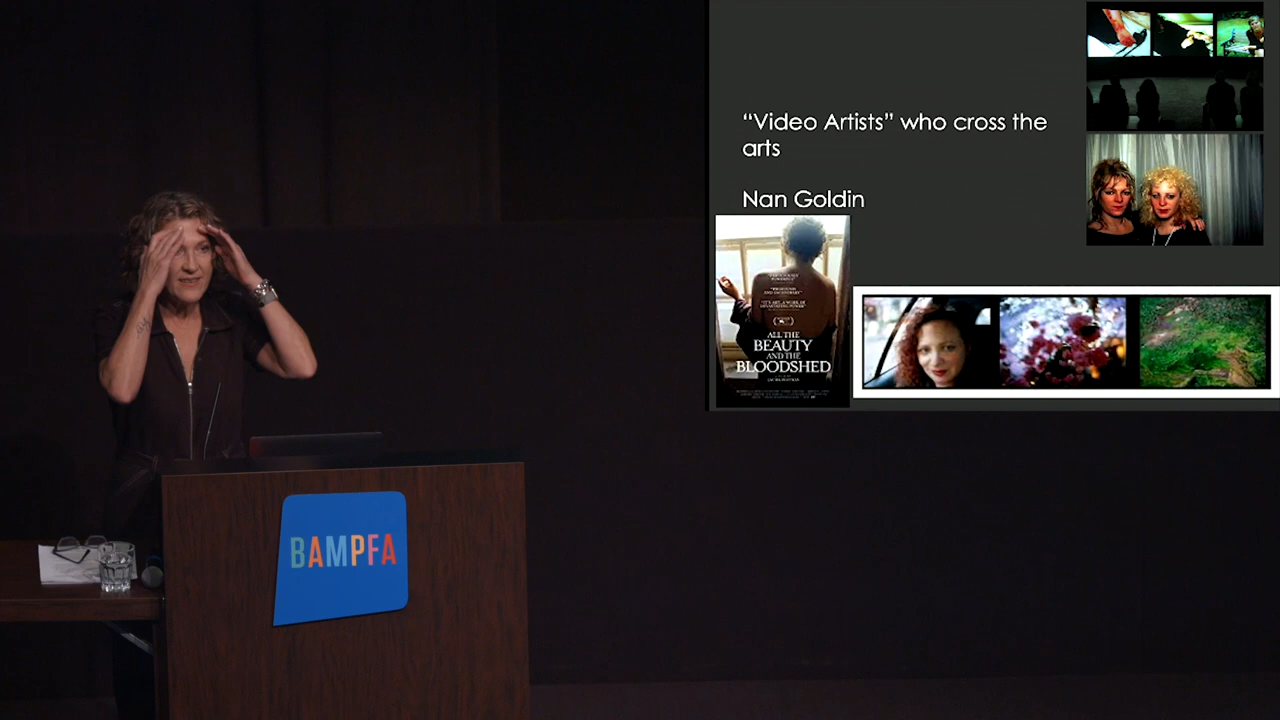 “Video Artists” who cross the
arts
Nan Goldin
ALL THE
BEAUTY
AND THE
BLOODSHED
BAMPFA